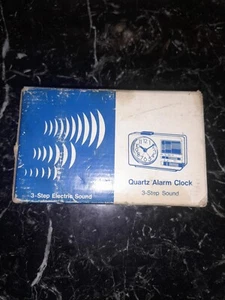 3-Step Electric Sound
Quartz Alarm Clock
3-Step Sound